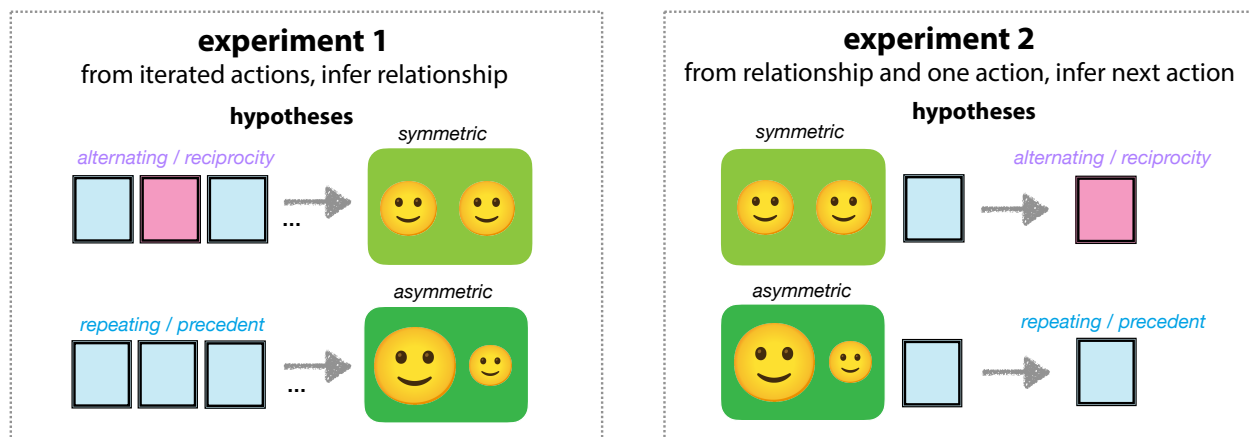 experiment 1
from iterated actions, infer relationship
hypotheses
symmetric
alternating / reciprocity
...
asymmetric
repeating / precedent
...
experiment 2
from relationship and one action, infer next action
hypotheses
symmetric
alternating / reciprocity
asymmetric
repeating / precedent